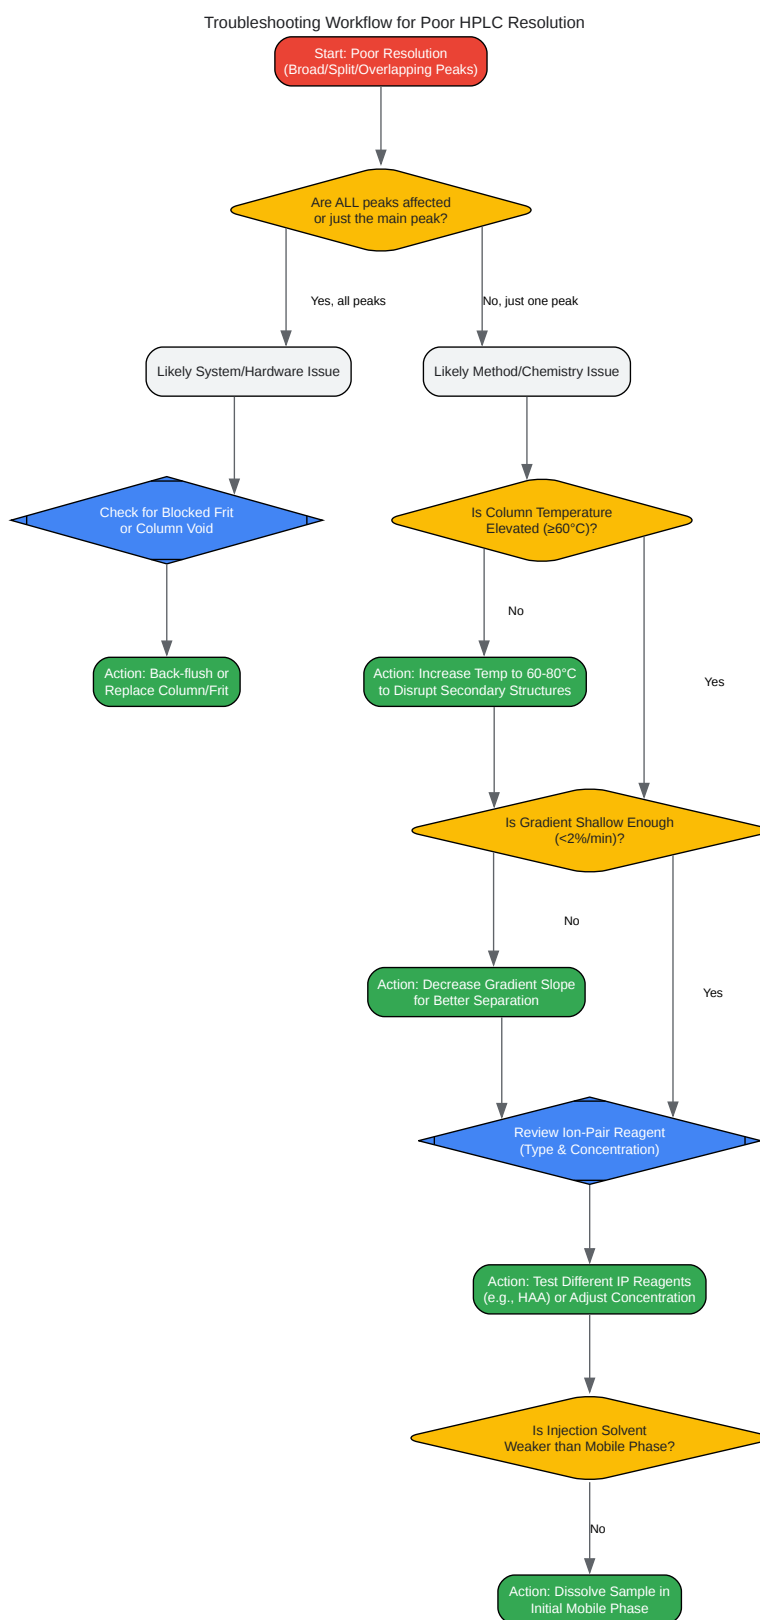 Troubleshooting Workflow for Poor HPLC Resolution
Start: Poor Resolution
(Broad/Split/Overlapping Peaks)
Are ALL peaks affected
or just the main peak?
Yes, all peaks
No, just one peak
Likely System/Hardware Issue
Likely Method/Chemistry Issue
Check for Blocked Frit
or Column Void
Is Column Temperature
Elevated (≥60°C)?
No
Action: Back-flush or
Replace Column/Frit
Action: Increase Temp to 60-80°C
to Disrupt Secondary Structures
Yes
Is Gradient Shallow Enough
(<2%/min)?
No
Action: Decrease Gradient Slope
for Better Separation
Yes
Review Ion-Pair Reagent
(Type & Concentration)
Action: Test Different IP Reagents
(e.g., HAA) or Adjust Concentration
Is Injection Solvent
Weaker than Mobile Phase?
No
Action: Dissolve Sample in
Initial Mobile Phase